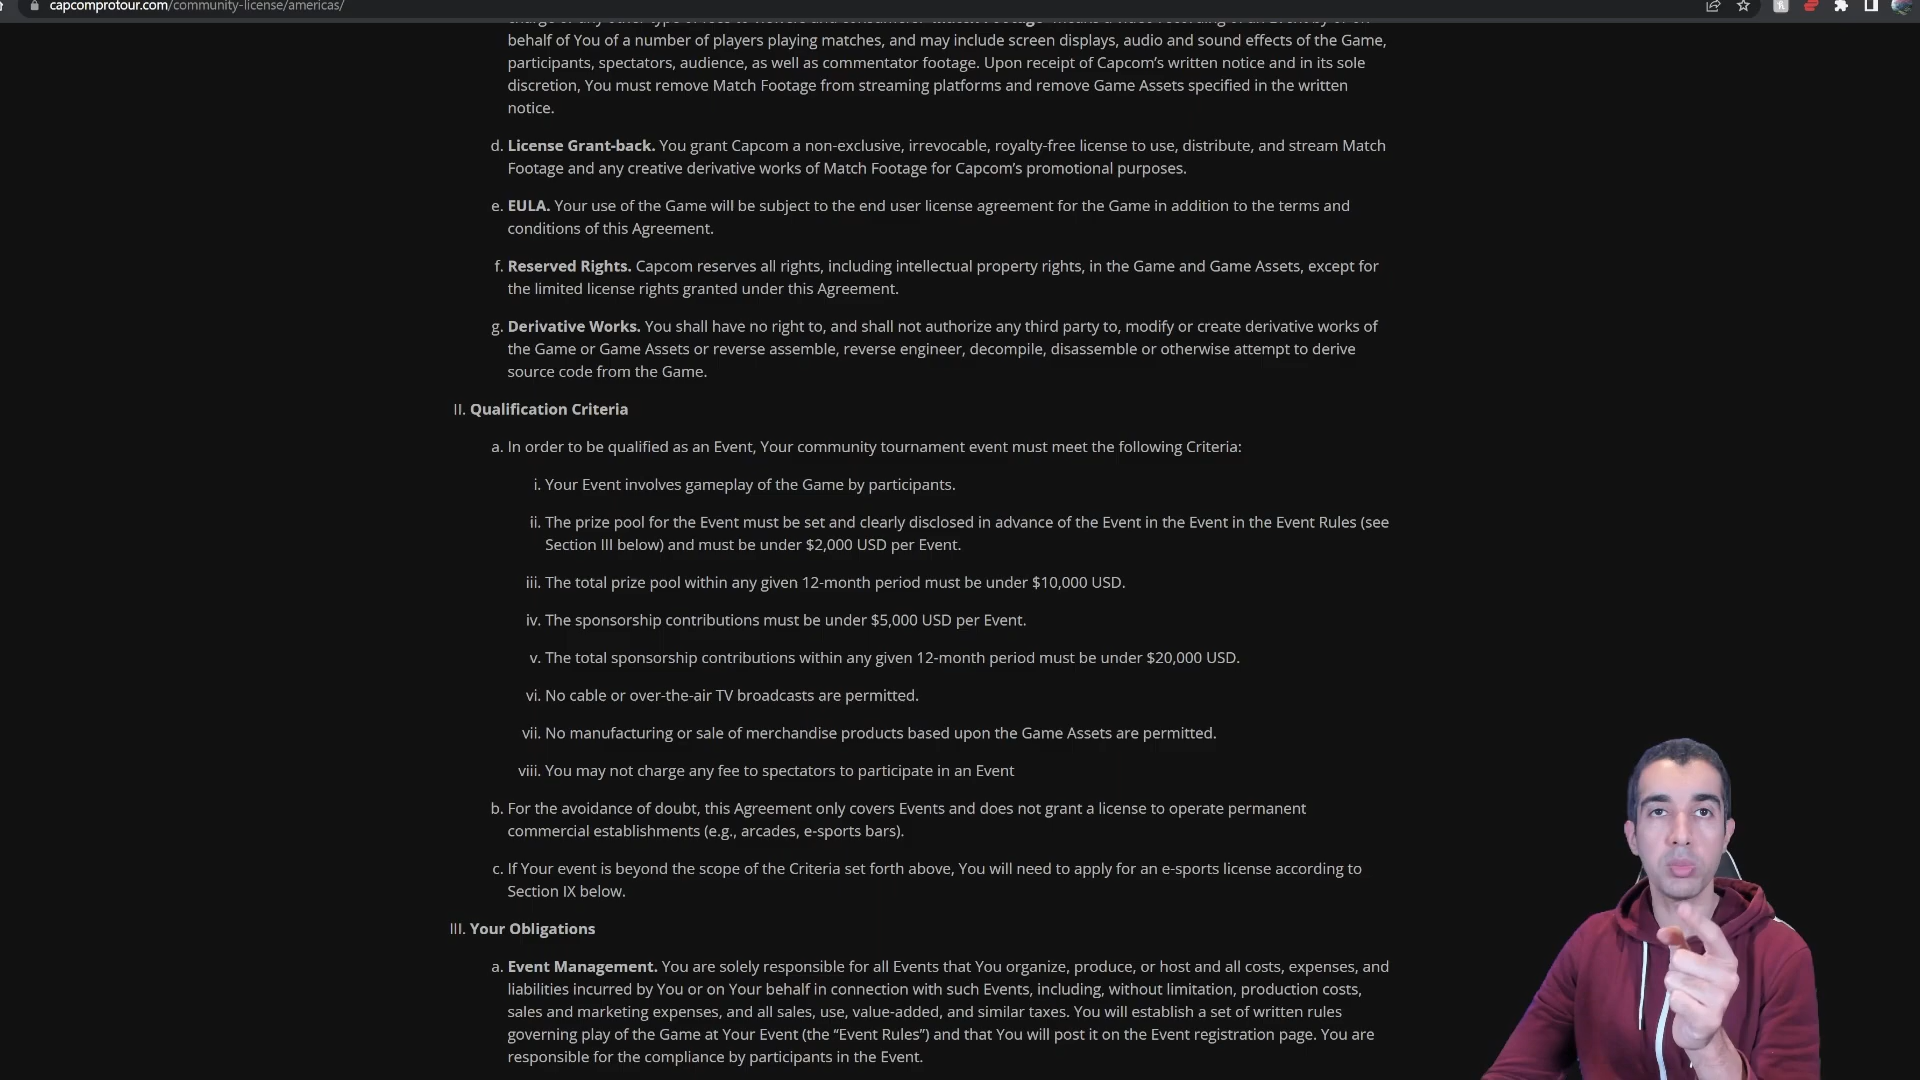 capcomprotour.com/community-license/americas/
behalf of You of a number of players playing matches, and may include screen displays, audio and sound effects of the Game,
participants, spectators, audience, as well as commentator footage. Upon receipt of Capcom’s written notice and in its sole
discretion, You must remove Match Footage from streaming platforms and remove Game Assets specified in the written
notice.
d. License Grant-back. You grant Capcom a non-exclusive, irrevocable, royalty-free license to use, distribute, and stream Match
Footage and any creative derivative works of Match Footage for Capcom’s promotional purposes.
e. EULA. Your use of the Game will be subject to the end user license agreement for the Game in addition to the terms and
conditions of this Agreement.
f. Reserved Rights. Capcom reserves all rights, including intellectual property rights, in the Game and Game Assets, except for
the limited license rights granted under this Agreement.
g. Derivative Works. You shall have no right to, and shall not authorize any third party to, modify or create derivative works of
the Game or Game Assets or reverse assemble, reverse engineer, decompile, disassemble or otherwise attempt to derive
source code from the Game.
II. Qualification Criteria
a. In order to be qualified as an Event, Your community tournament event must meet the following Criteria:
i. Your Event involves gameplay of the Game by participants.
ii. The prize pool for the Event must be set and clearly disclosed in advance of the Event in the Event in the Event Rules (see
Section III below) and must be under $2,000 USD per Event.
iii. The total prize pool within any given 12-month period must be under $10,000 USD.
iv. The sponsorship contributions must be under $5,000 USD per Event.
v. The total sponsorship contributions within any given 12-month period must be under $20,000 USD.
vi. No cable or over-the-air TV broadcasts are permitted.
vii. No manufacturing or sale of merchandise products based upon the Game Assets are permitted.
viii. You may not charge any fee to spectators to participate in an Event
b. For the avoidance of doubt, this Agreement only covers Events and does not grant a license to operate permanent
commercial establishments (e.g., arcades, e-sports bars).
c. If Your event is beyond the scope of the Criteria set forth above, You will need to apply for an e-sports license according to
Section IX below.
III. Your Obligations
a. Event Management. You are solely responsible for all Events that You organize, produce, or host and all costs, expenses, and
liabilities incurred by You or on Your behalf in connection with such Events, including, without limitation, production costs,
sales and marketing expenses, and all sales, use, value-added, and similar taxes. You will establish a set of written rules
governing play of the Game at Your Event (the “Event Rules”) and that You will post it on the Event registration page. You are
responsible for the compliance by participants in the Event.